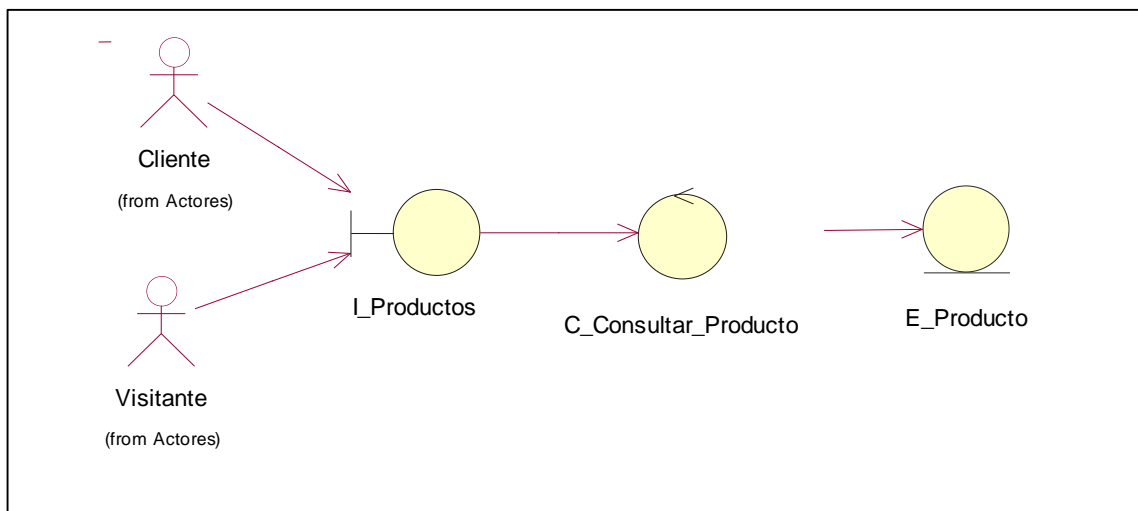 Cliente
(from Actores)
I_Productos
C_Consultar_Producto
E_Producto
Visitante
(from Actores)